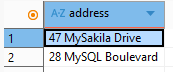 A-Z address
1 47 MySakila Drive
2 28 MySQL Boulevard